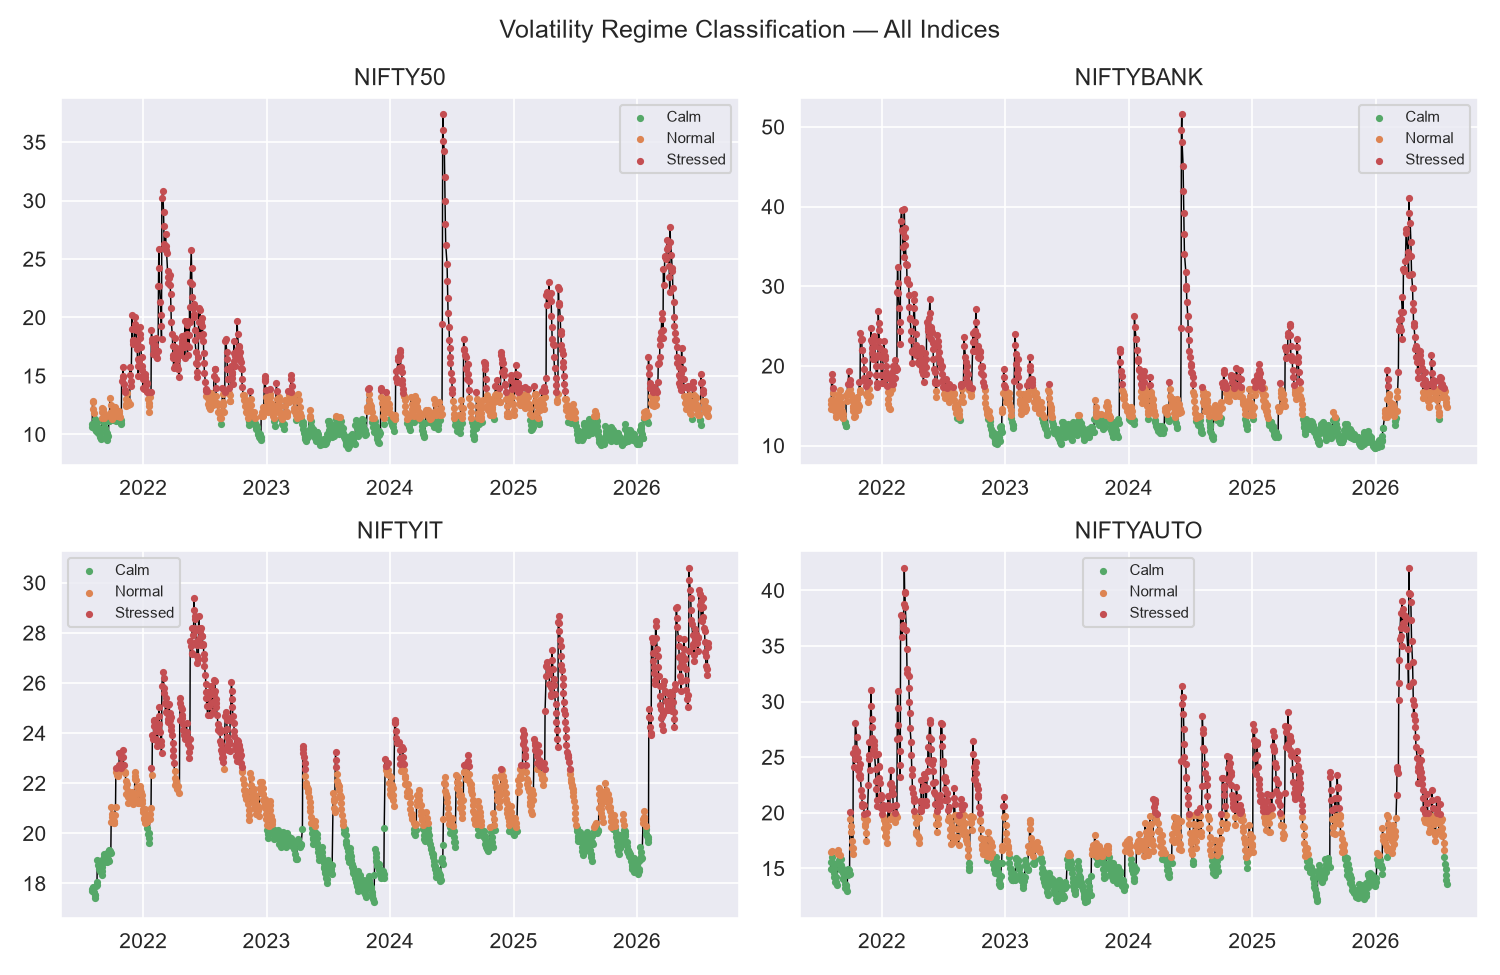 Volatility Regime Classification — All Indices
NIFTY50
Calm
Normal
Stressed
35
30
25
20
15
10
2022 2023 2024 2025 2026
NIFTYBANK
Calm
Normal
Stressed
50
40
30
20
10
2022 2023 2024 2025 2026
NIFTYIT
Calm
Normal
Stressed
30
28
26
24
22
20
18
2022 2023 2024 2025 2026
NIFTYAUTO
Calm
Normal
Stressed
40
35
30
25
20
15
2022 2023 2024 2025 2026